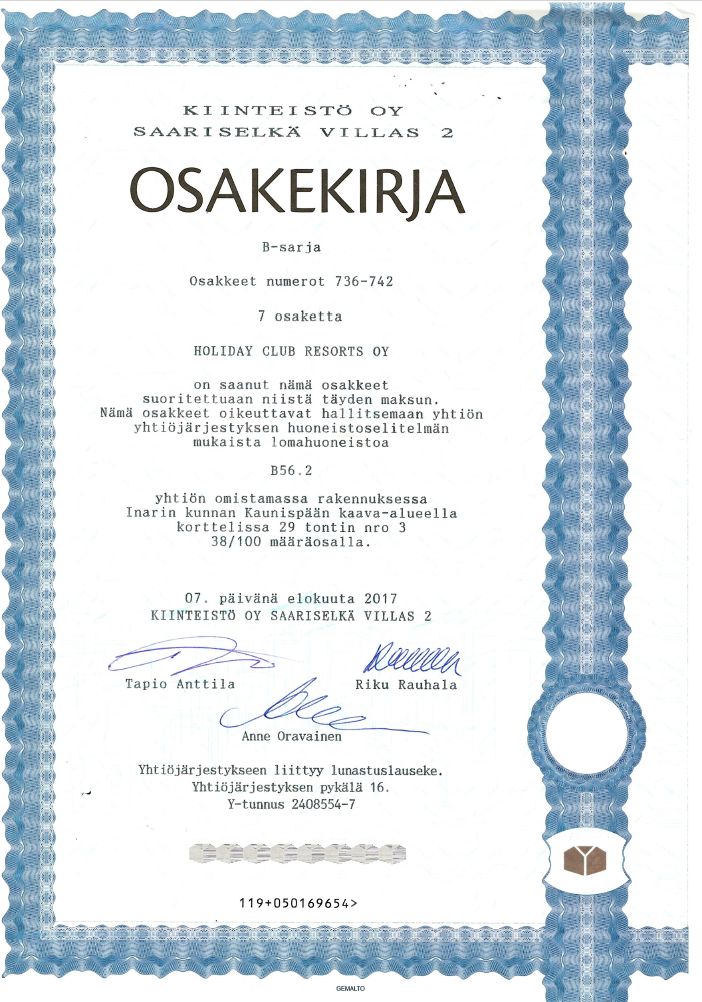 KIINTEISTÖ OY
SAARISELKÄ VILLAS 2
OSAKEKIRJA
B-sarja
Osakkeet numerot 736-742
7 osaketta
HOLIDAY CLUB RESORTS OY
on saanut nämä osakkeet
suoritettuaan niistä täyden maksun.
Nämä osakkeet oikeuttavat hallitsemaan yhtiön
yhtiöjärjestyksen huoneistoselitelmän
mukaista lomahuoneistoa
B56.2
yhtiön omistamassa rakennuksessa
Inarin kunnan Kaunispään kaava-alueella
korttelissa 29 tontin nro 3
38/100 määräosalla.
07. päivänä elokuuta 2017
KIINTEISTÖ OY SAARISELKÄ VILLAS 2
Tapio Anttila
Riku Rauhala
Anne Oravainen
Yhtiöjärjestykseen liittyy lunastuslauseke.
Yhtiöjärjestyksen pykälä 16.
Y-tunnus 2408554-7
119+050169654>
GEMALTO